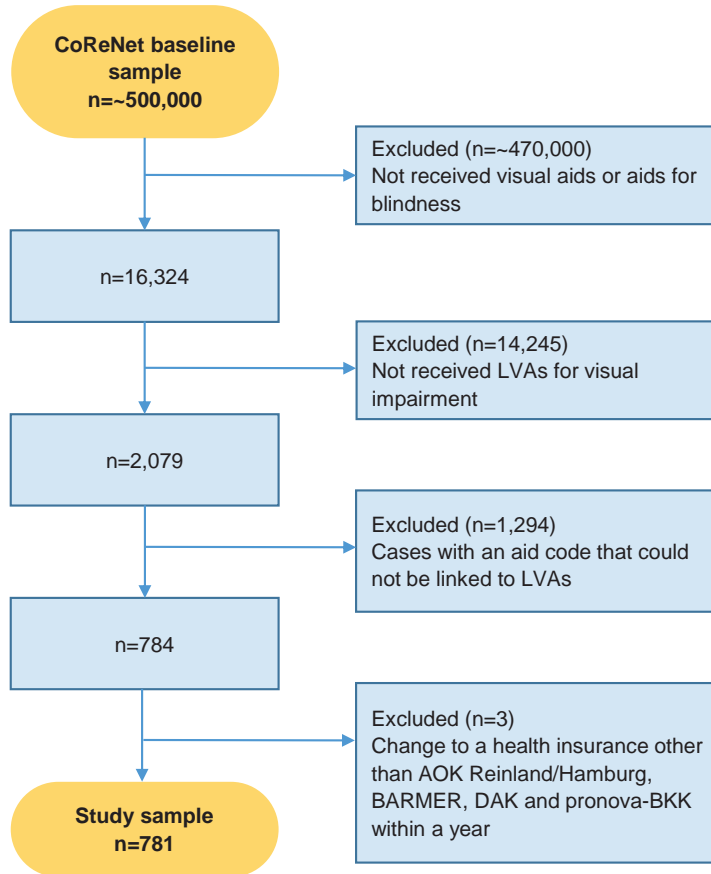 CoReNet baseline
sample
n=~500,000
Excluded (n=~470,000)
Not received visual aids or aids for
blindness
n=16,324
Excluded (n=14,245)
Not received LVAs for visual
impairment
n=2,079
Excluded (n=1,294)
Cases with an aid code that could
not be linked to LVAs
n=784
Excluded (n=3)
Change to a health insurance other
than AOK Reinland/Hamburg,
BARMER, DAK and pronova-BKK
within a year
Study sample
n=781